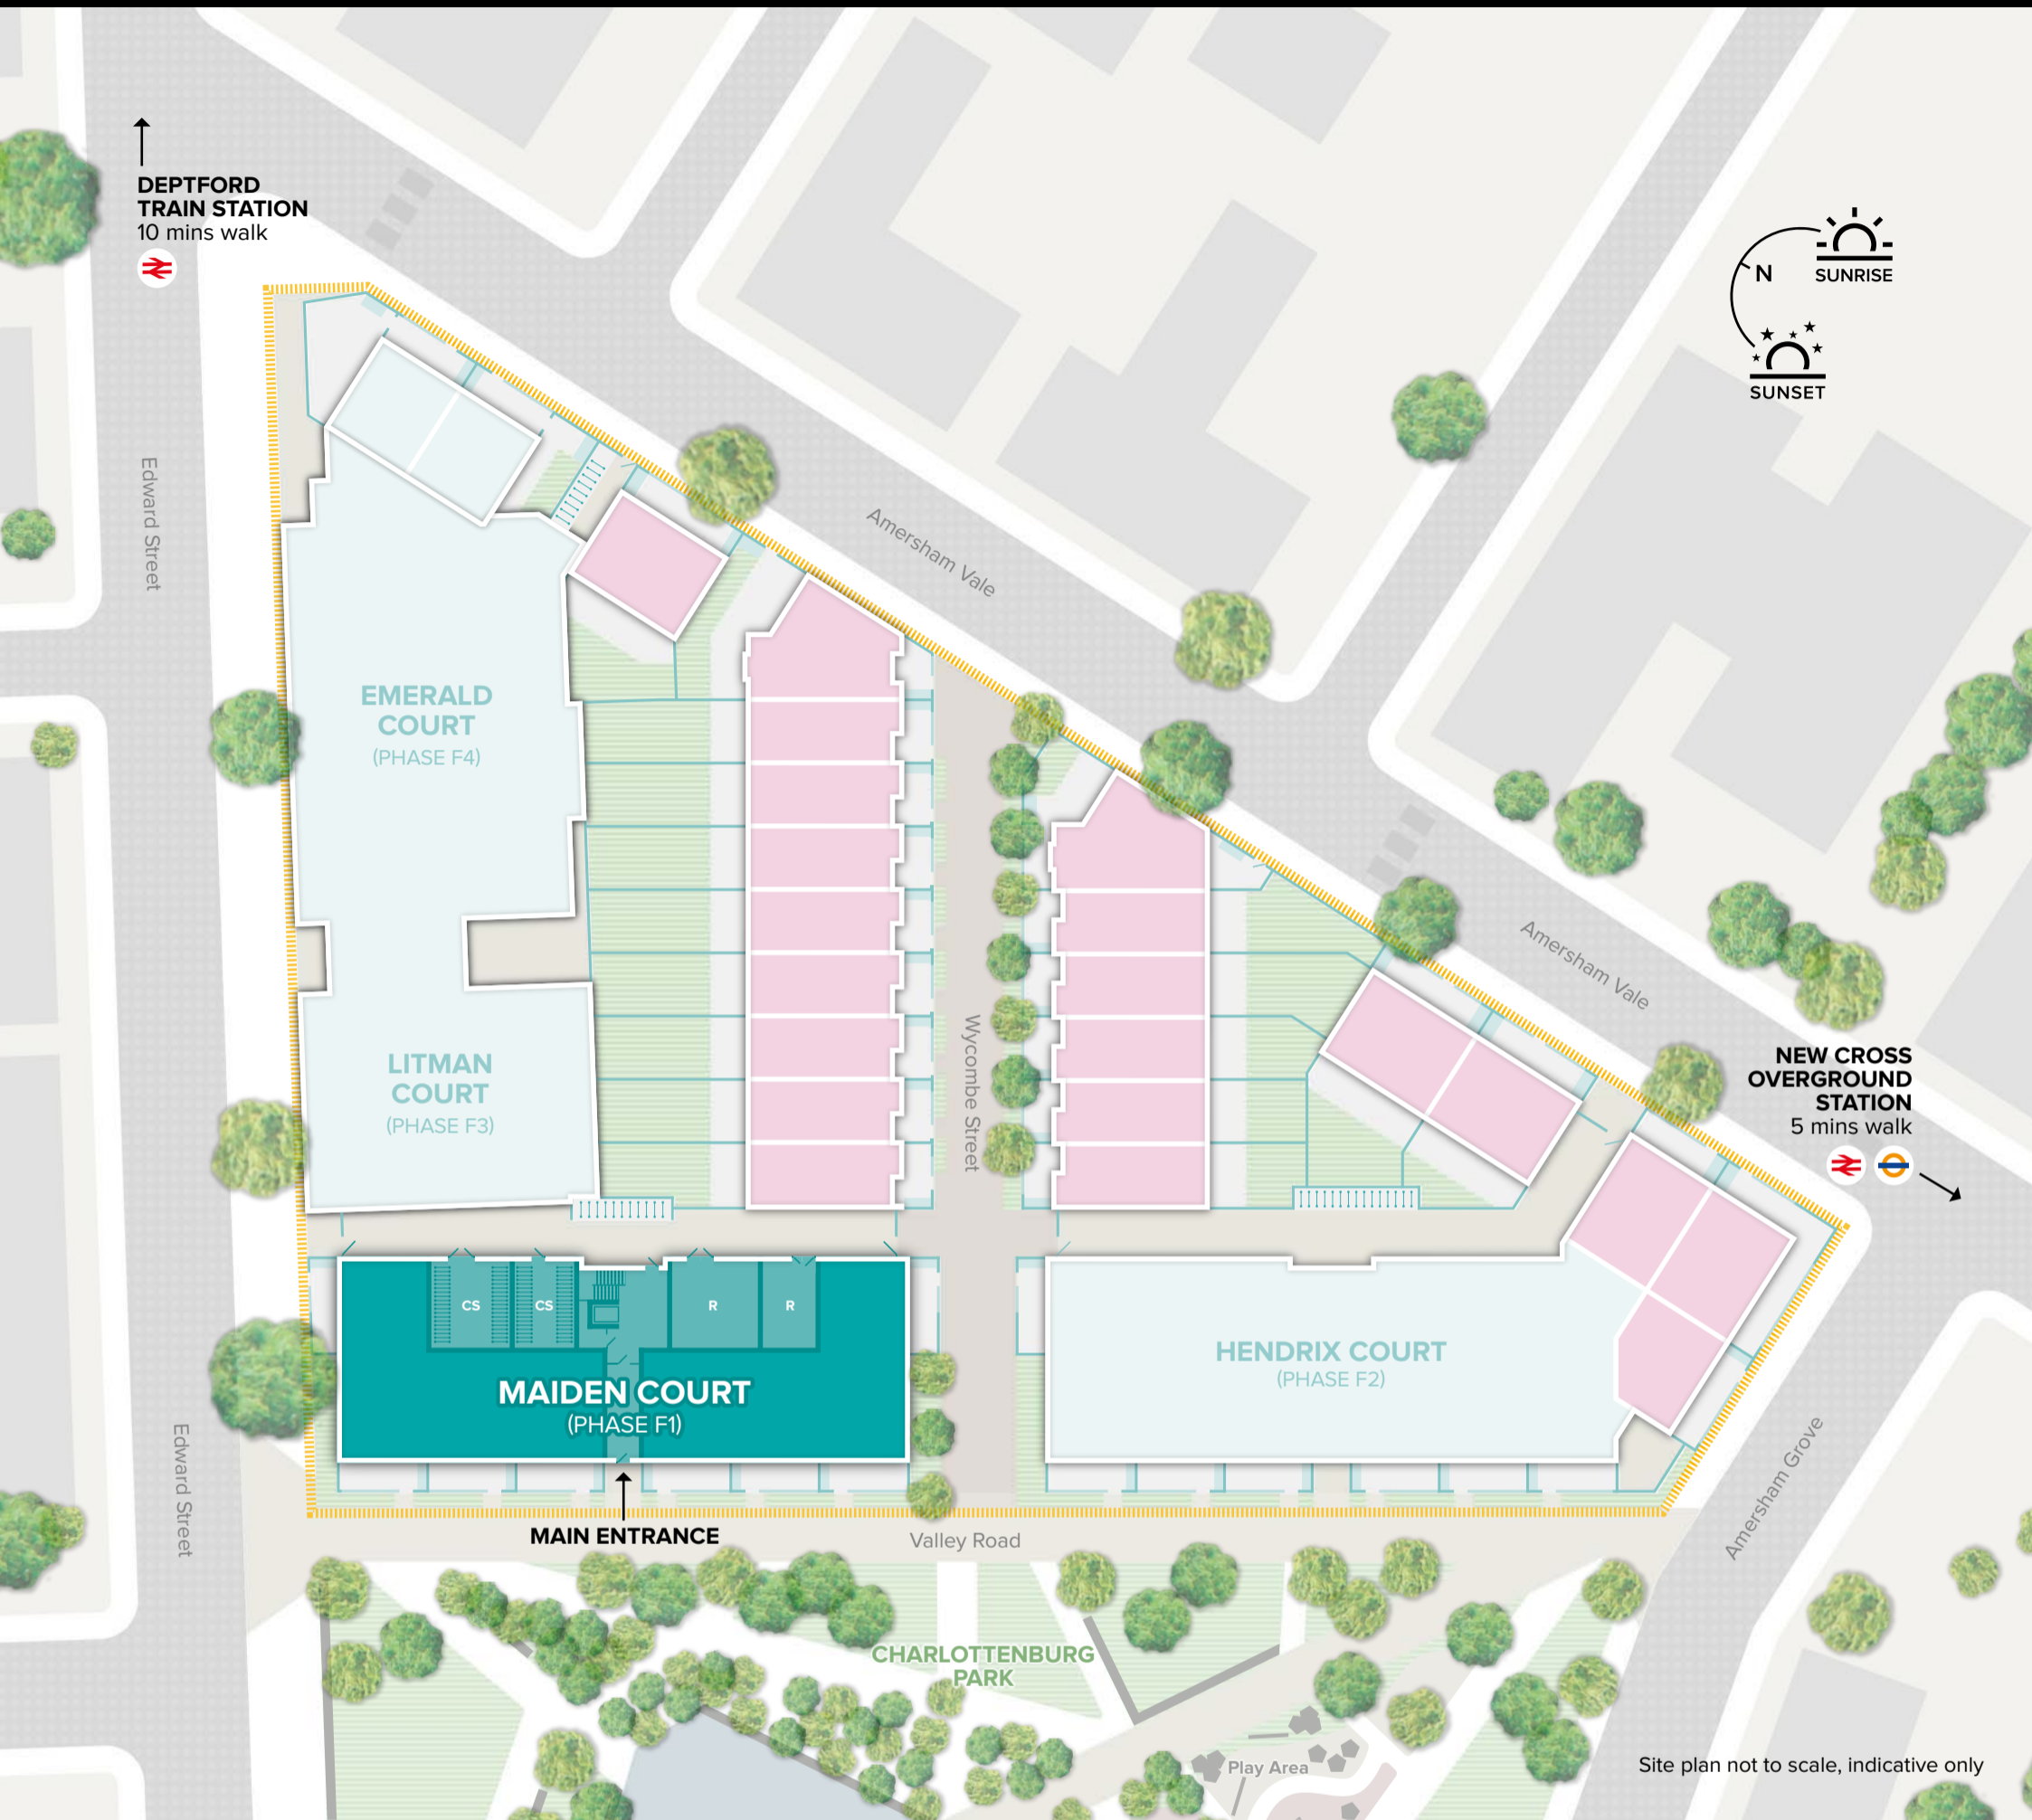 DEPTFORD
TRAIN STATION
10 mins walk
N
SUNRISE
SUNSET
Edward Street
Amersham Vale
EMERALD
COURT
(PHASE F4)
Amersham Vale
LITMAN
COURT
(PHASE F3)
Wycombe Street
NEW CROSS
OVERGROUND
STATION
5 mins walk
CS
CS
R
R
MAIDEN COURT
(PHASE F1)
HENDRIX COURT
(PHASE F2)
Edward Street
Amersham Grove
MAIN ENTRANCE
Valley Road
CHARLOTTENBURG
PARK
Play Area
Site plan not to scale, indicative only